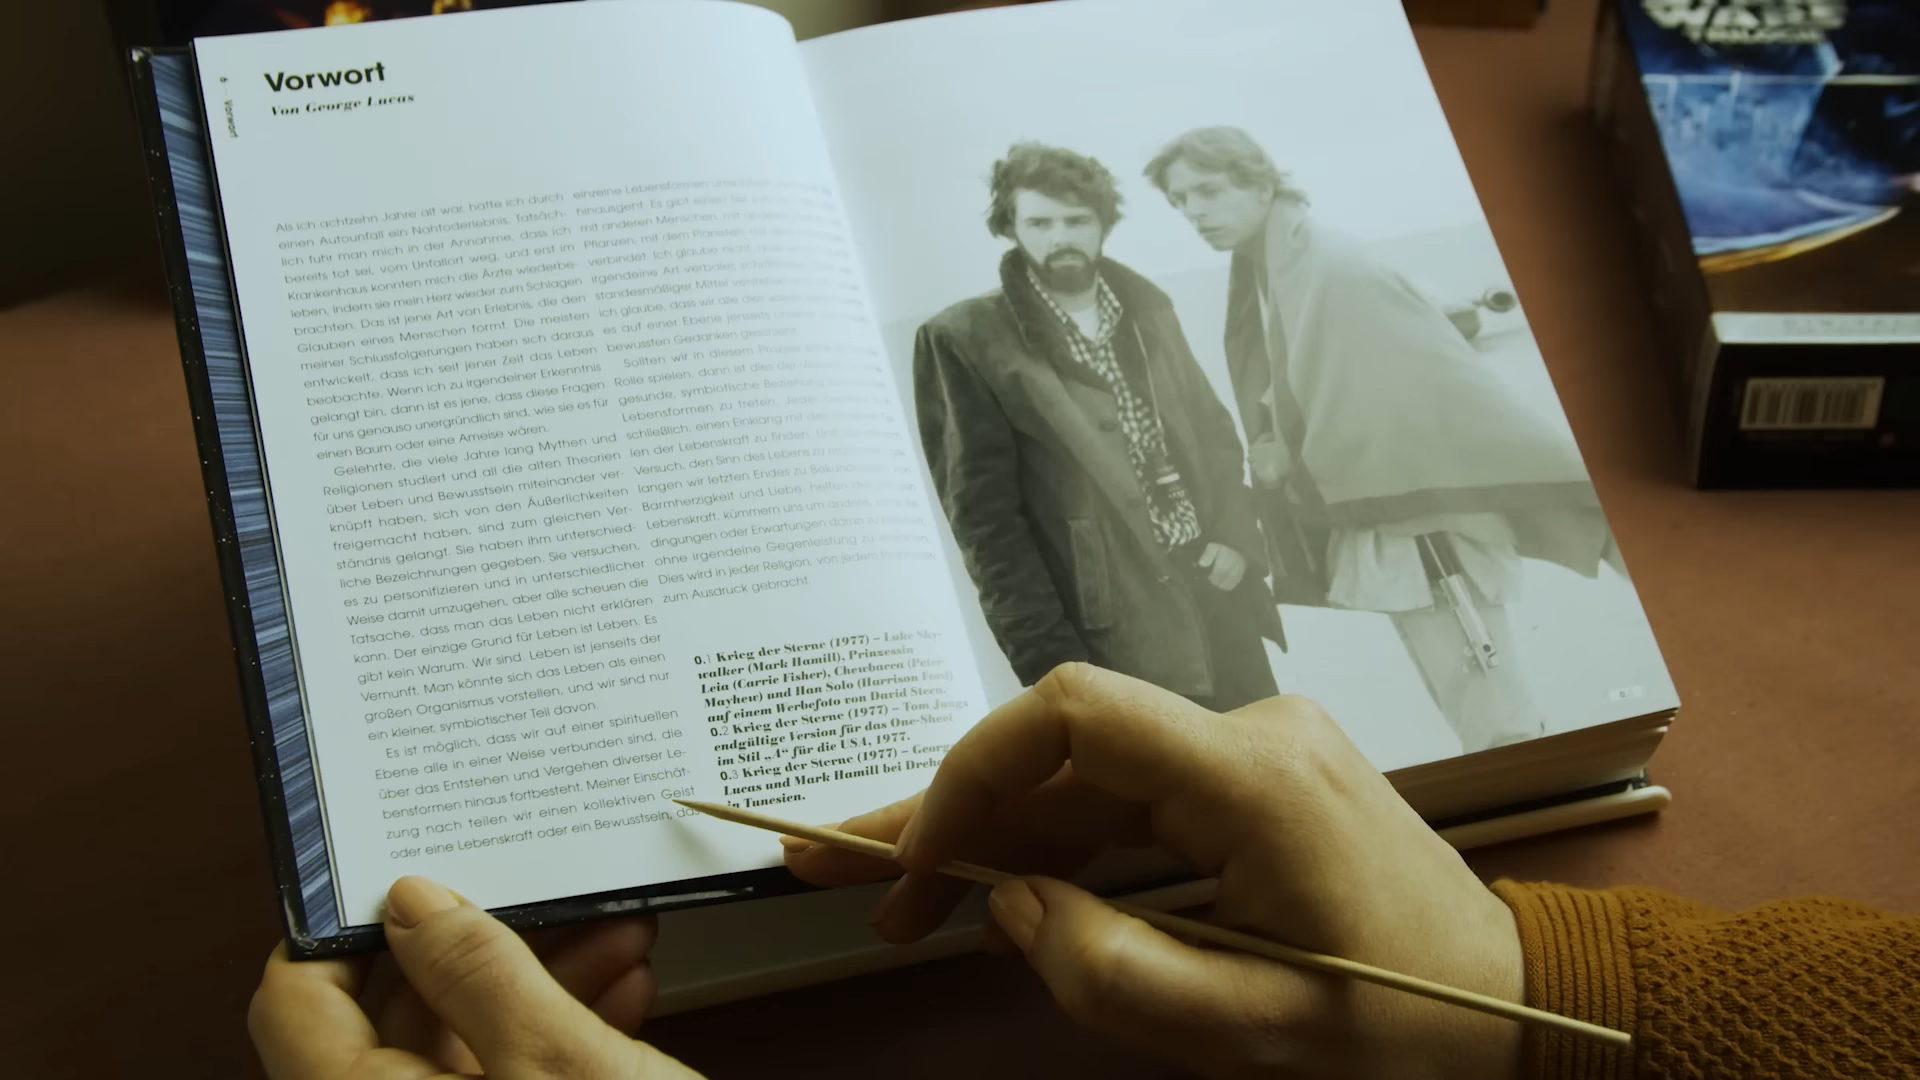 6 Vorwort
Vorwort
Von George Lucas
Als ich achtzehn Jahre alt war, hatte ich durch
einen Autounfall ein Nahtoderlebnis. Tatsäch-
lich fuhr man mich in der Annahme, dass ich
bereits tot sei, vom Unfallort weg, und erst im
Krankenhaus konnten mich die Ärzte wiederbe-
leben, indem sie mein Herz wieder zum Schlagen
brachten. Das ist jene Art von Erlebnis, die den
Glauben eines Menschen formt. Die meisten
meiner Schlussfolgerungen haben sich daraus
entwickelt, dass ich seit jener Zeit das Leben
beobachte. Wenn ich zu irgendeiner Erkenntnis
gelangt bin, dann ist es jene, dass diese Fragen
für uns genauso unergründlich sind, wie sie es für
einen Baum oder eine Ameise wären.
Gelehrte, die viele Jahre lang Mythen und
Religionen studiert und all die alten Theorien
über Leben und Bewusstsein miteinander ver-
knüpft haben, sich von den Äußerlichkeiten
freigemacht haben, sind zum gleichen Ver-
ständnis gelangt. Sie haben ihm unterschied-
liche Bezeichnungen gegeben. Sie versuchen,
es zu personifizieren und in unterschiedlicher
Weise damit umzugehen, aber alle scheuen die
Tatsache, dass man das Leben nicht erklären
kann. Der einzige Grund für Leben ist Leben. Es
gibt kein Warum. Wir sind. Leben ist jenseits der
Vernunft. Man könnte sich das Leben als einen
großen Organismus vorstellen, und wir sind nur
ein kleiner, symbiotischer Teil davon.
Es ist möglich, dass wir auf einer spirituellen
Ebene alle in einer Weise verbunden sind, die
über das Entstehen und Vergehen diverser Le-
bensformen hinaus fortbesteht. Meiner Einschät-
zung nach teilen wir einen kollektiven Geist
oder eine Lebenskraft oder ein Bewusstsein, das
einzelne Lebensformen
hinausgeht. Es gibt einen Teil
mit anderen Menschen, mit anderen
Pflanzen, mit dem Planeten,
verbindet. Ich glaube nicht,
irgendeine Art verbaler,
standesmäßiger Mittel
ich glaube, dass wir alle
es auf einer Ebene jenseits unserer
bewussten Gedanken geschieht.
Sollten wir in diesem Prozess
Rolle spielen, dann ist dies
gesunde, symbiotische Beziehung
Lebensformen zu treten.
schließlich, einen Einklang mit
len der Lebenskraft zu finden.
Versuch, den Sinn des Lebens zu
langen wir letzten Endes zu
Barmherzigkeit und Liebe, helfen
Lebenskraft, kümmern uns um andere,
dingungen oder Erwartungen daran zu
ohne irgendeine Gegenleistung zu
Dies wird in jeder Religion, von jedem
zum Ausdruck gebracht.
0.1 Krieg der Sterne (1977) – Luke Sky-
walker (Mark Hamill), Prinzessin
Leia (Carrie Fisher), Chewbacca (Peter
Mayhew) und Han Solo (Harrison Ford)
auf einem Werbefoto von David Steen.
0.2 Krieg der Sterne (1977) – Tom Jungs
endgültige Version für das One-Sheet
im Stil „A“ für die USA, 1977.
0.3 Krieg der Sterne (1977) – Georg
Lucas und Mark Hamill bei Dreh
in Tunesien.
WARS
TRILOGIE